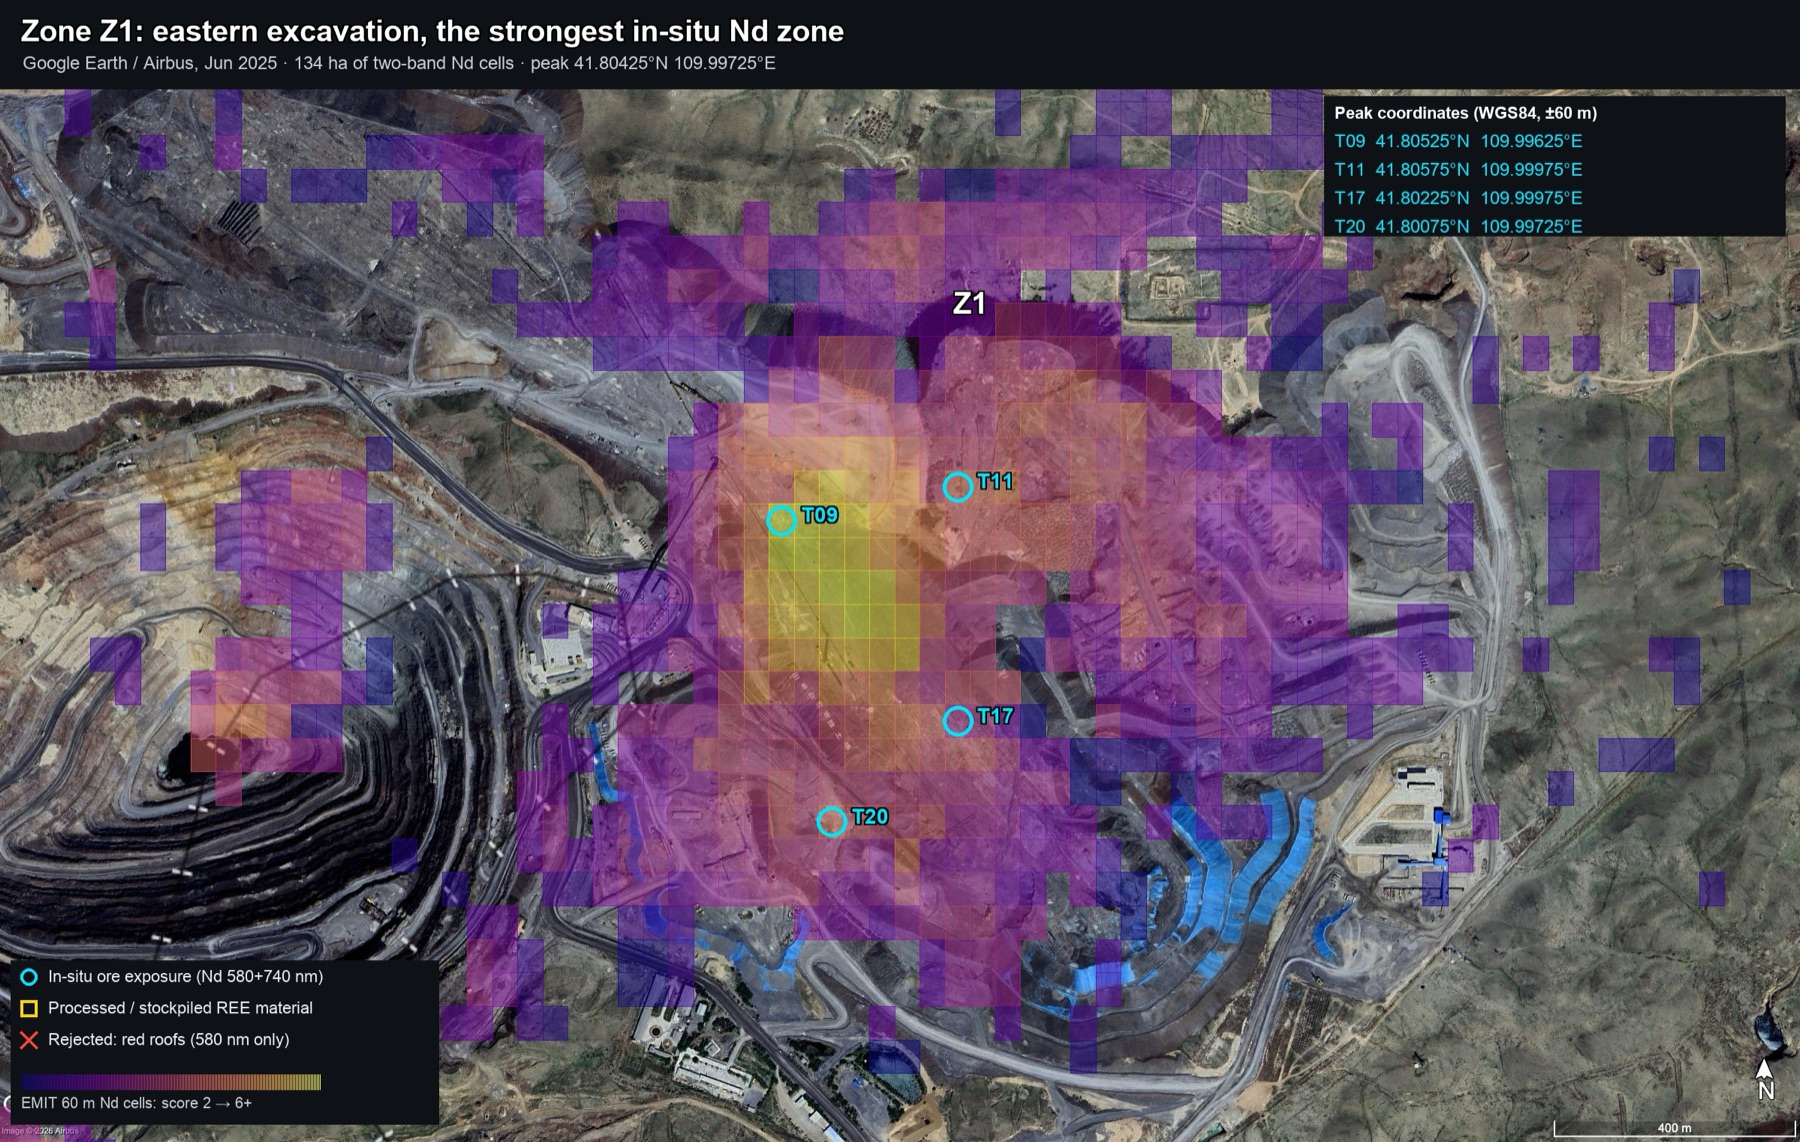 Zone Z1: eastern excavation, the strongest in-situ Nd zone
Google Earth / Airbus, Jun 2025 · 134 ha of two-band Nd cells · peak 41.80425°N 109.99725°E
Peak coordinates (WGS84, ±60 m)
T09 41.80525°N 109.99625°E
T11 41.80575°N 109.99975°E
T17 41.80225°N 109.99975°E
T20 41.80075°N 109.99725°E
Z1
T11
T09
T17
T20
In-situ ore exposure (Nd 580+740 nm)
Processed / stockpiled REE material
Rejected: red roofs (580 nm only)
EMIT 60 m Nd cells: score 2 → 6+
Image © 2026 Airbus
N
400 m